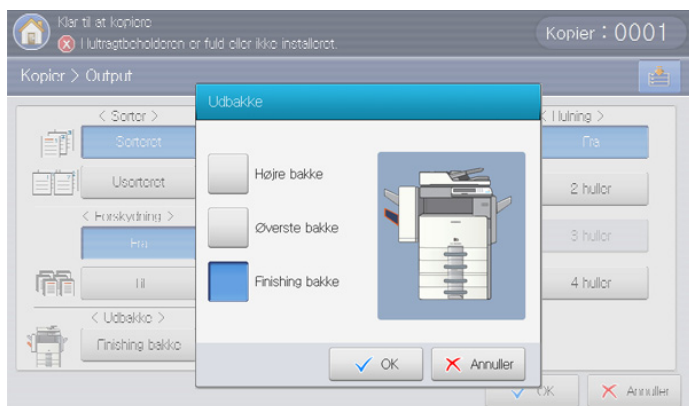 Klar til at kopiere
Hultragtbeholderen er fuld eller ikke installeret.
Kopier : 0001
Kopier > Output
Udbakke
Højre bakke
Øverste bakke
Finishing bakke
OK
Annuller
< Sorter >
Sorteret
Usorteret
< Forskydning >
Fra
Til
< Udbakke >
Finishing bakke
< Hulning >
Fra
2 huller
3 huller
4 huller
OK
Annuller